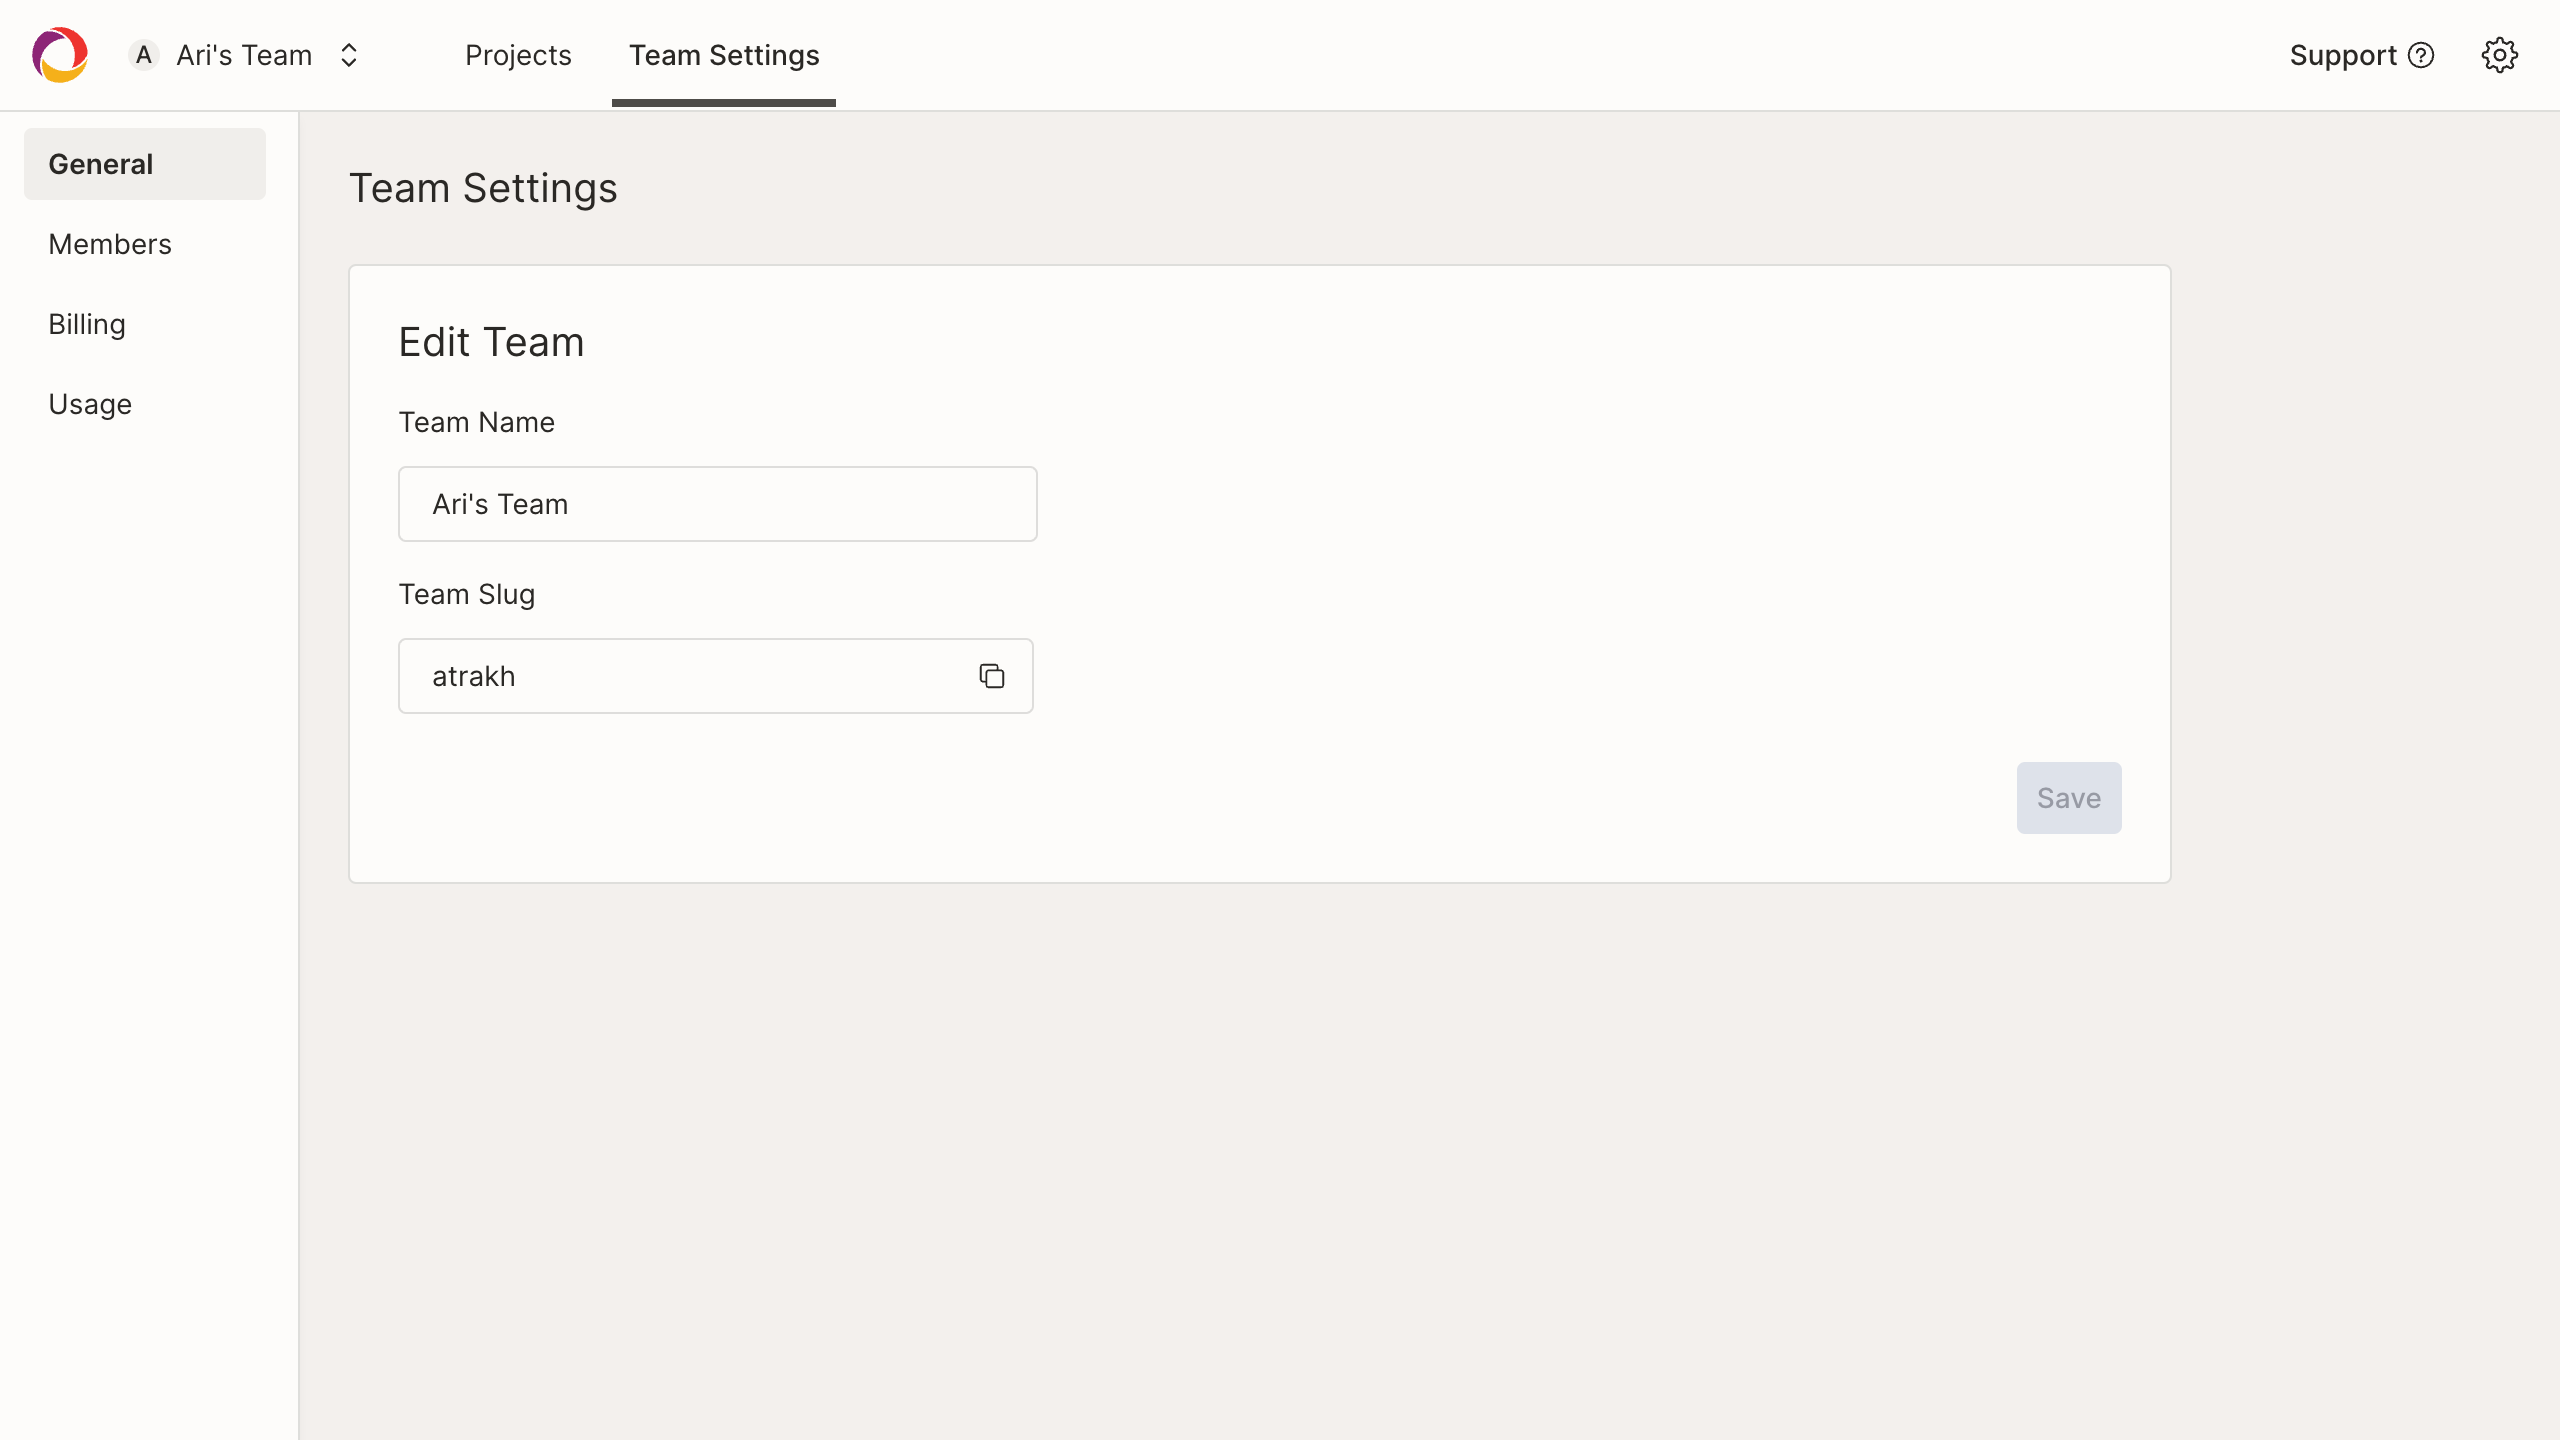 A Ari's Team
Projects
Team Settings
Support
General
Members
Billing
Usage
Team Settings
Edit Team
Team Name
Ari's Team
Team Slug
atrakh
Save